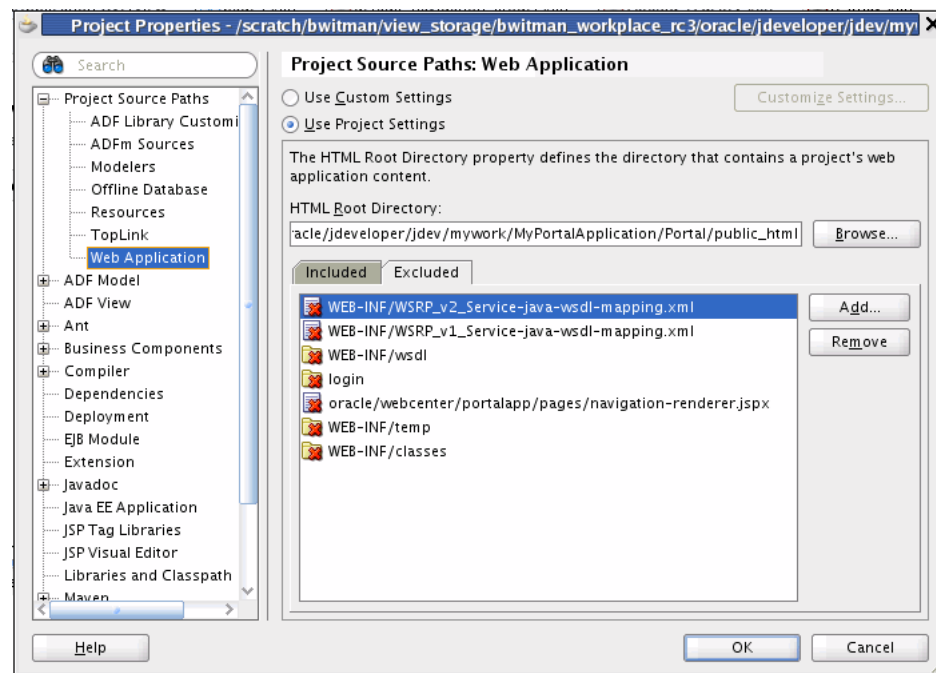 Project Properties - /scratch/bwitman/view_storage/bwitman_workplace_rc3/oracle/jdeveloper/jdev/myw
Search
Project Source Paths
ADF Library Customi
ADFm Sources
Modelers
Offline Database
Resources
TopLink
Web Application
ADF Model
ADF View
Ant
Business Components
Compiler
Dependencies
Deployment
EJB Module
Extension
Javadoc
Java EE Application
JSP Tag Libraries
JSP Visual Editor
Libraries and Classpath
Maven
Project Source Paths: Web Application
Use Custom Settings
Customize Settings...
Use Project Settings
The HTML Root Directory property defines the directory that contains a project's web
application content.
HTML Root Directory:
acle/jdeveloper/jdev/mywork/MyPortalApplication/Portal/public_html
Browse...
Included
Excluded
WEB-INF/WSRP_v2_Service-java-wsdl-mapping.xml
WEB-INF/WSRP_v1_Service-java-wsdl-mapping.xml
WEB-INF/wsdl
login
oracle/webcenter/portalapp/pages/navigation-renderer.jspx
WEB-INF/temp
WEB-INF/classes
Add...
Remove
Help
OK
Cancel